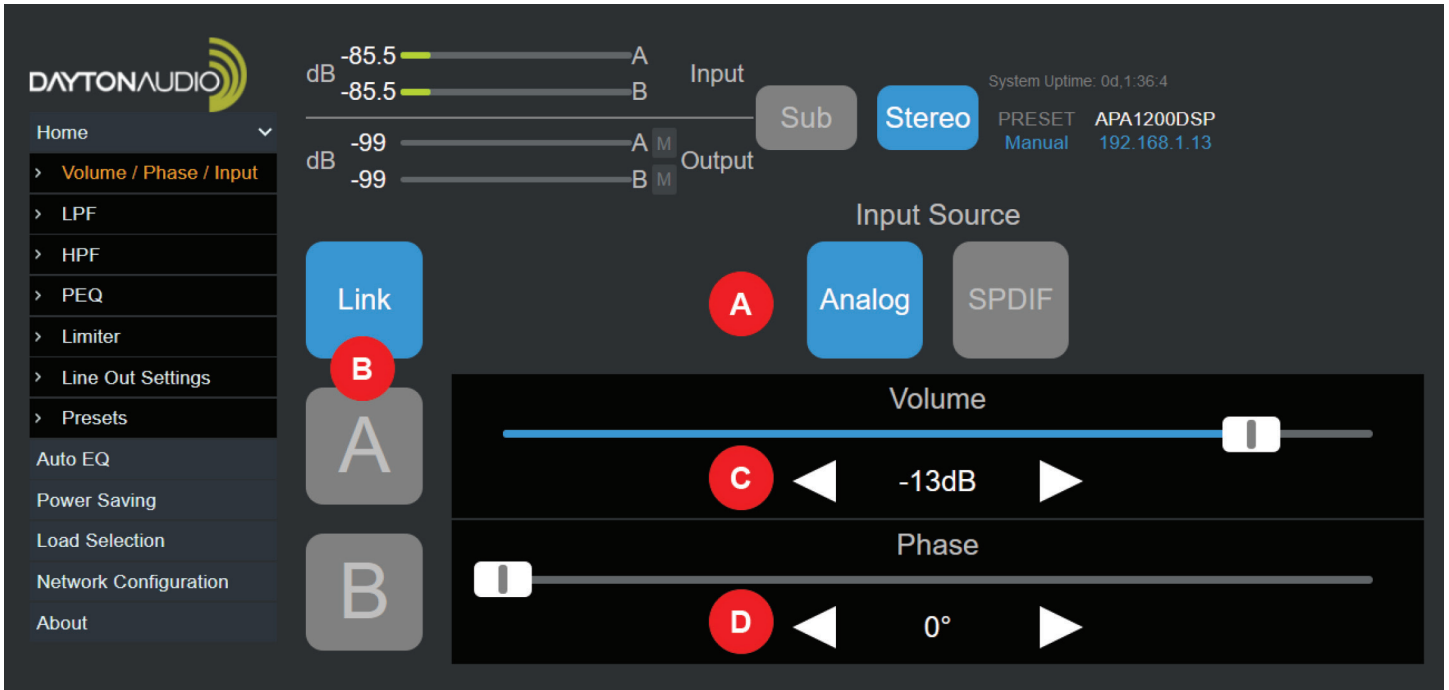 DAYTONAUDIO
Home
Volume / Phase / Input
LPF
HPF
PEQ
Limiter
Line Out Settings
Presets
Auto EQ
Power Saving
Load Selection
Network Configuration
About
dB
-85.5 A
-85.5 B
Input
dB
-99 A M
-99 B M
Output
Sub
Stereo
System Uptime: 0d,1:36:4
PRESET APA1200DSP
Manual 192.168.1.13
Input Source
Link
A
Analog
SPDIF
B
A
Volume
C
-13dB
B
Phase
D
0°